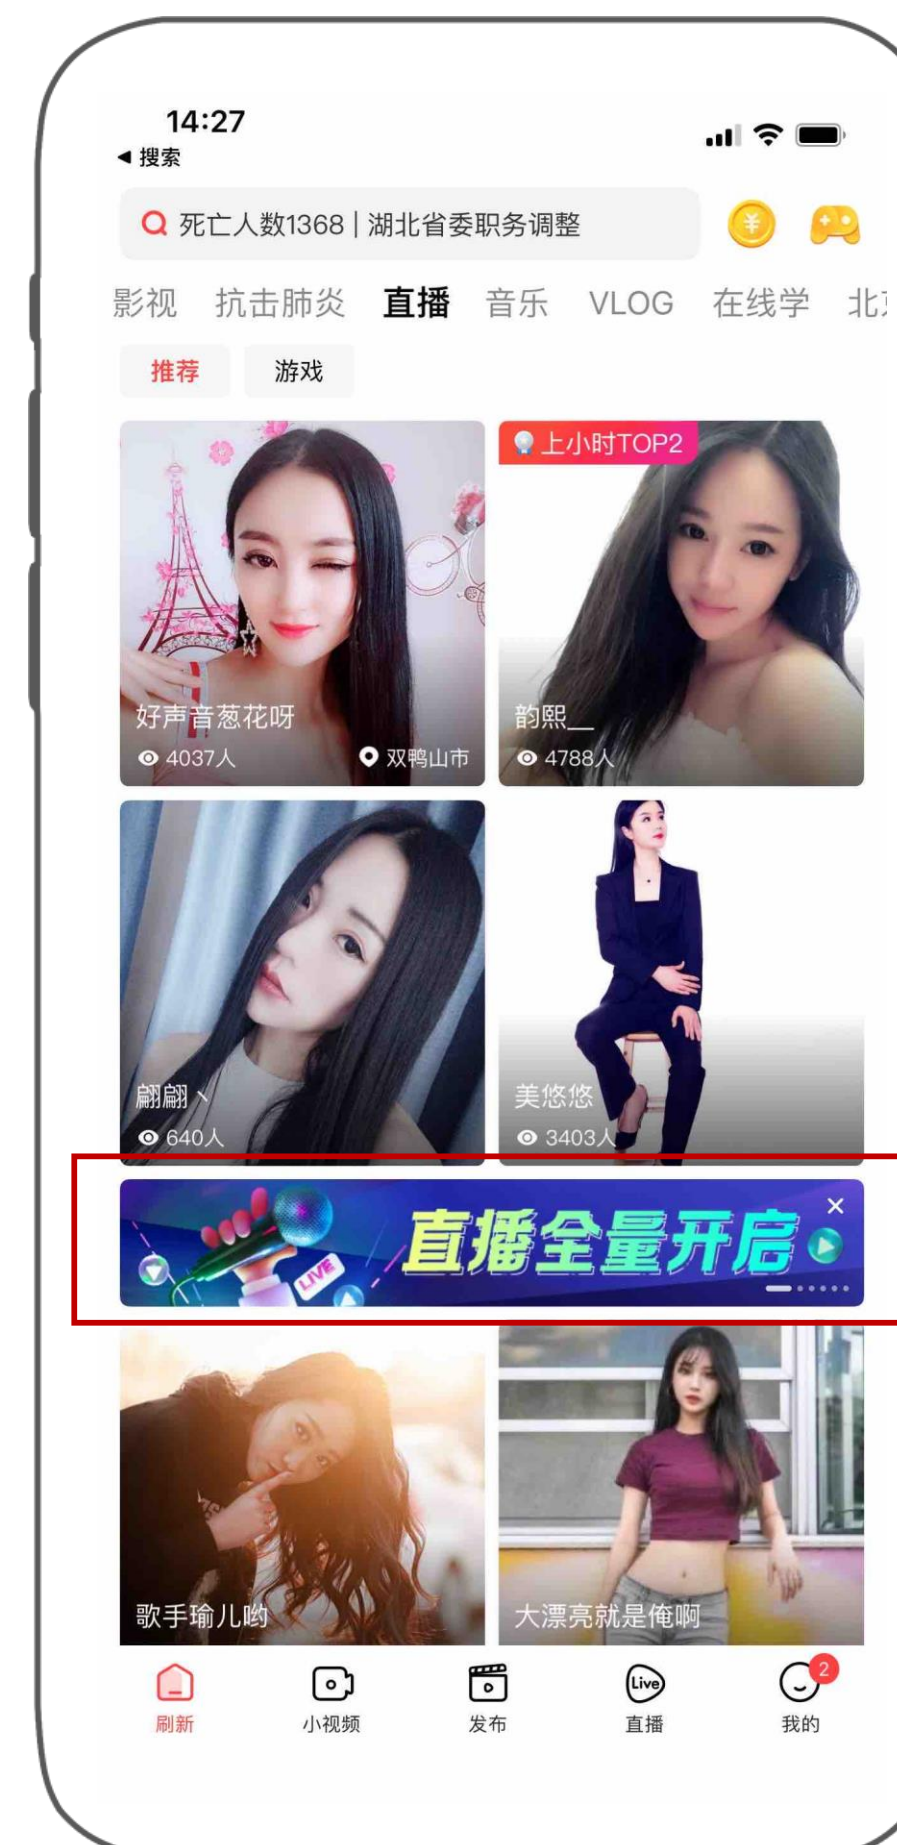 14:27
◀ 搜索
死亡人数1368 | 湖北省委职务调整
影视 抗击肺炎 直播 音乐 VLOG 在线学 北
推荐 游戏
上小时TOP2
好声音葱花呀
韵熙__
4037人 双鸭山市
4788人
翩翩丶
美悠悠
640人
3403人
直播全量开启
LIVE
歌手瑜儿哟
大漂亮就是俺啊
Live
2
刷新 小视频 发布 直播 我的